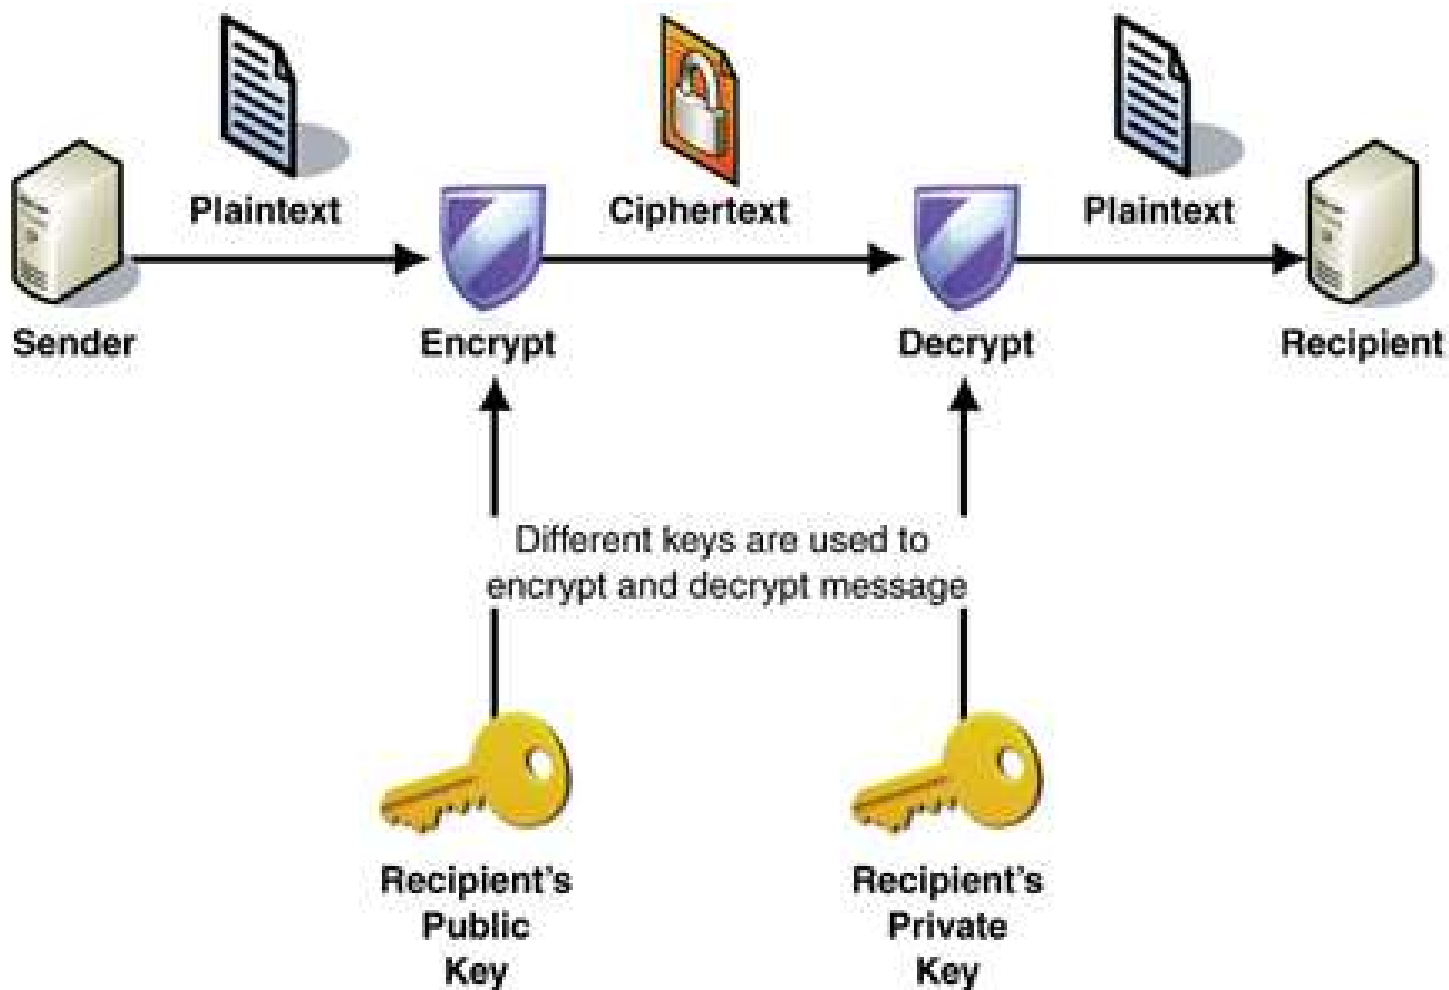 Plaintext
Ciphertext
Plaintext
Sender
Encrypt
Decrypt
Recipient
Different keys are used to
encrypt and decrypt message
Recipient's
Public
Key
Recipient's
Private
Key